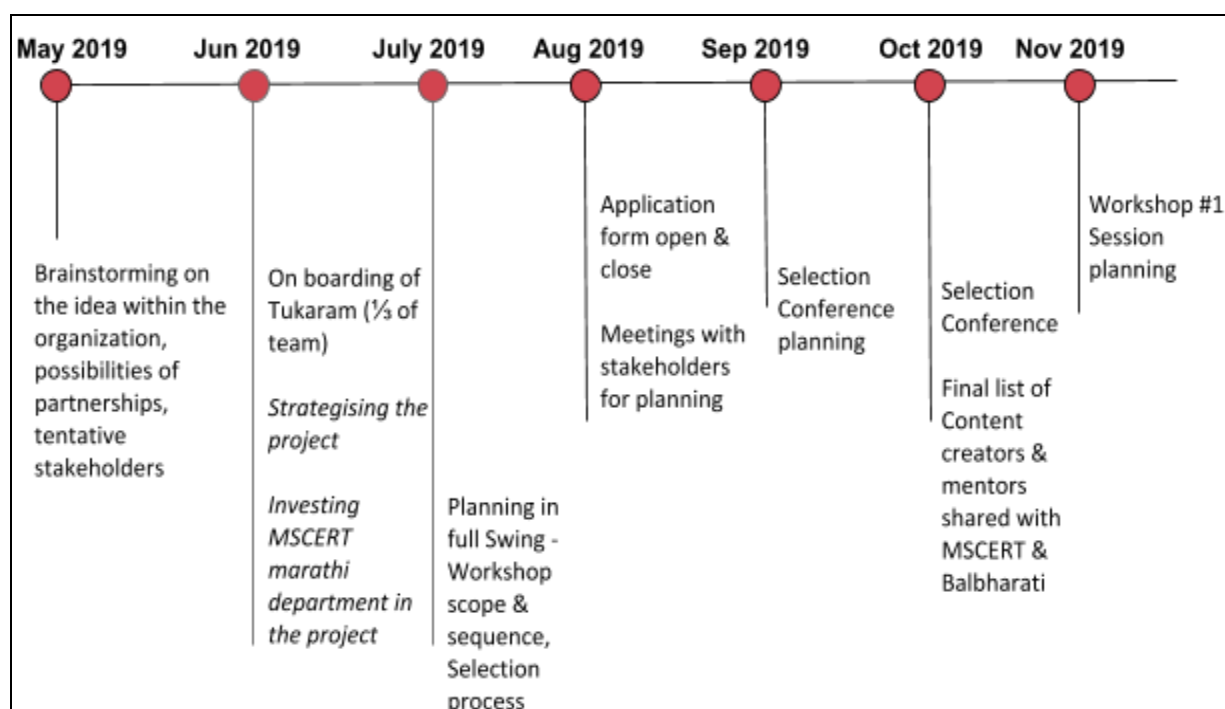 May 2019
Jun 2019
July 2019
Aug 2019
Sep 2019
Oct 2019
Nov 2019
Brainstorming on
the idea within the
organization,
possibilities of
partnerships,
tentative
stakeholders
On boarding of
Tukaram (⅓ of
team)
Strategising the
project
Investing
MSCERT
marathi
department in
the project
Planning in
full Swing -
Workshop
scope &
sequence,
Selection
process
Application
form open &
close
Meetings with
stakeholders
for planning
Selection
Conference
planning
Selection
Conference
Final list of
Content
creators &
mentors
shared with
MSCERT &
Balbharati
Workshop #1
Session
planning